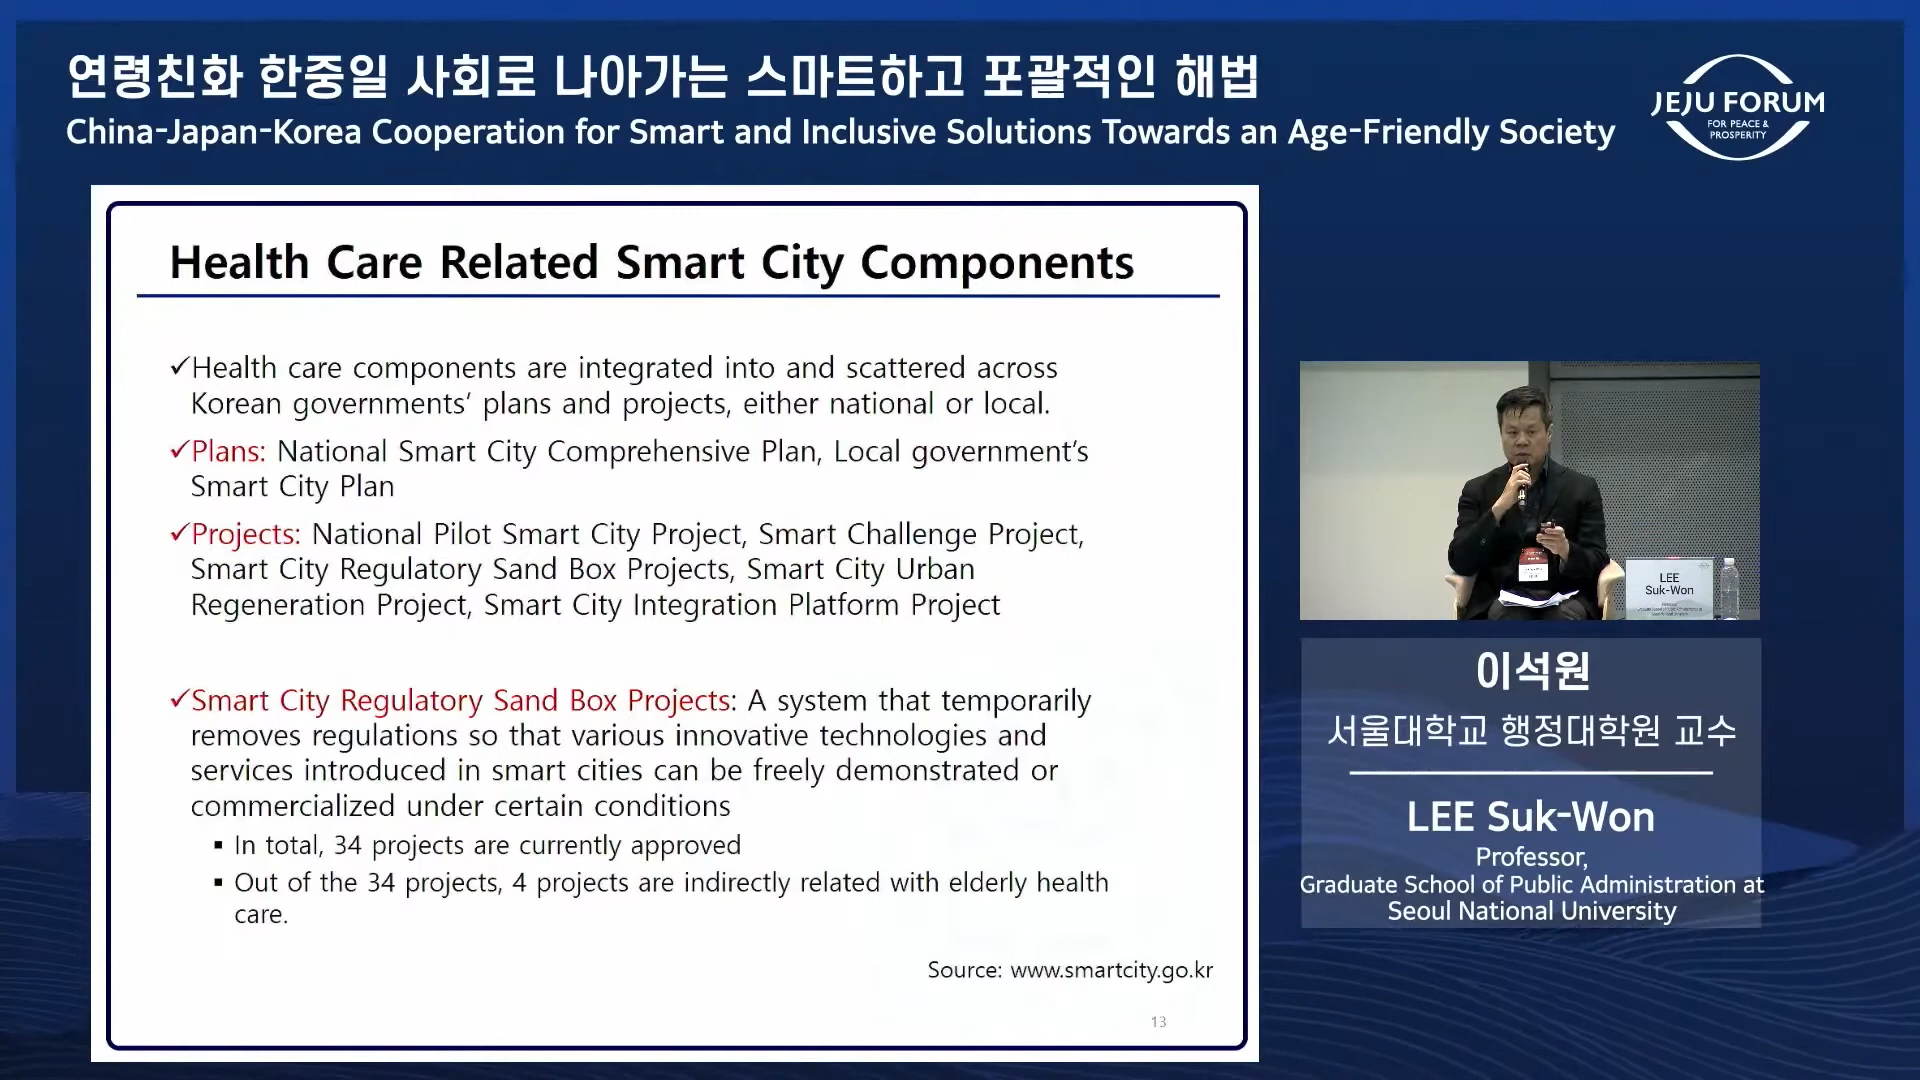 연령친화 한중일 사회로 나아가는 스마트하고 포괄적인 해법
China-Japan-Korea Cooperation for Smart and Inclusive Solutions Towards an Age-Friendly Society
JEJU FORUM
FOR PEACE &
PROSPERITY
Health Care Related Smart City Components
✓Health care components are integrated into and scattered across
Korean governments’ plans and projects, either national or local.
✓Plans: National Smart City Comprehensive Plan, Local government’s
Smart City Plan
✓Projects: National Pilot Smart City Project, Smart Challenge Project,
Smart City Regulatory Sand Box Projects, Smart City Urban
Regeneration Project, Smart City Integration Platform Project
✓Smart City Regulatory Sand Box Projects: A system that temporarily
removes regulations so that various innovative technologies and
services introduced in smart cities can be freely demonstrated or
commercialized under certain conditions
▪ In total, 34 projects are currently approved
▪ Out of the 34 projects, 4 projects are indirectly related with elderly health
care.
Source: www.smartcity.go.kr
13
LEE
Suk-Won
이석원
서울대학교 행정대학원 교수
LEE Suk-Won
Professor,
Graduate School of Public Administration at
Seoul National University